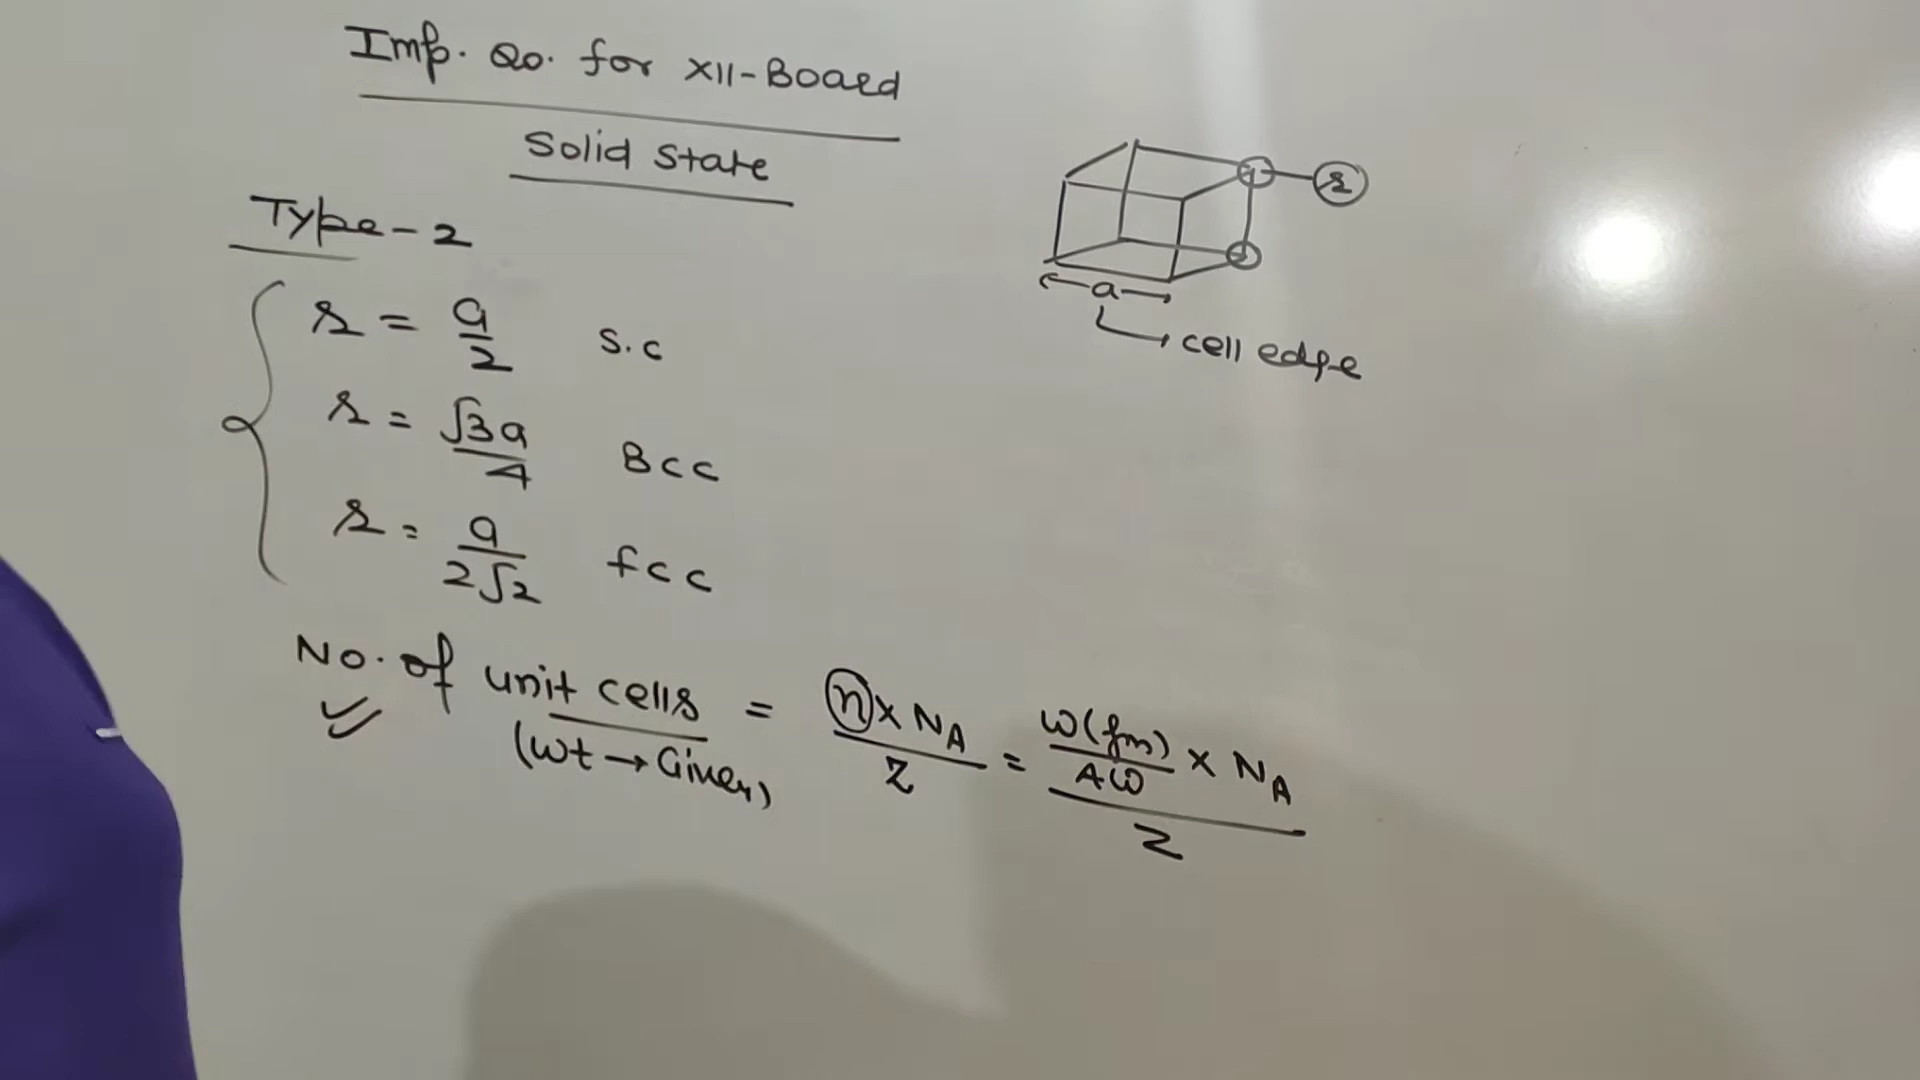 Imp. Qo. for XII-Board
Solid State
Type-2
r = a/2 S.C
r = √3a/4 BCC
r = a/2√2 fcc
No. of unit cells = n × NA / Z = w(gm)/AW × NA / Z
(wt → Given)
r
a
cell edge